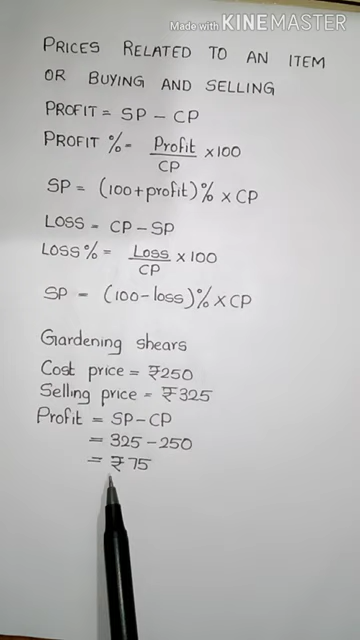 Made with KINEMASTER
PRICES RELATED TO AN ITEM
OR BUYING AND SELLING
PROFIT = SP - CP
PROFIT % = Profit/CP × 100
SP = (100 + profit)% × CP
LOSS = CP - SP
LOSS % = Loss/CP × 100
SP = (100 - loss)% × CP
Gardening shears
Cost price = ₹250
Selling price = ₹325
Profit = SP - CP
= 325 - 250
= ₹75